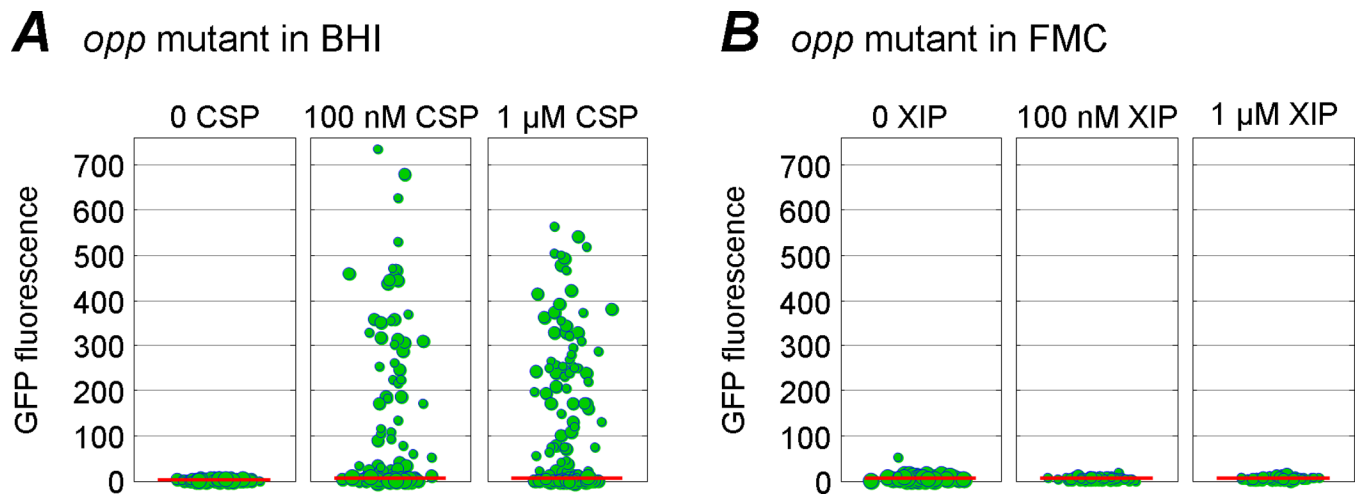 A opp mutant in BHI
0 CSP 100 nM CSP 1 µM CSP
GFP fluorescence
700
600
500
400
300
200
100
0
B opp mutant in FMC
0 XIP 100 nM XIP 1 µM XIP
GFP fluorescence
700
600
500
400
300
200
100
0